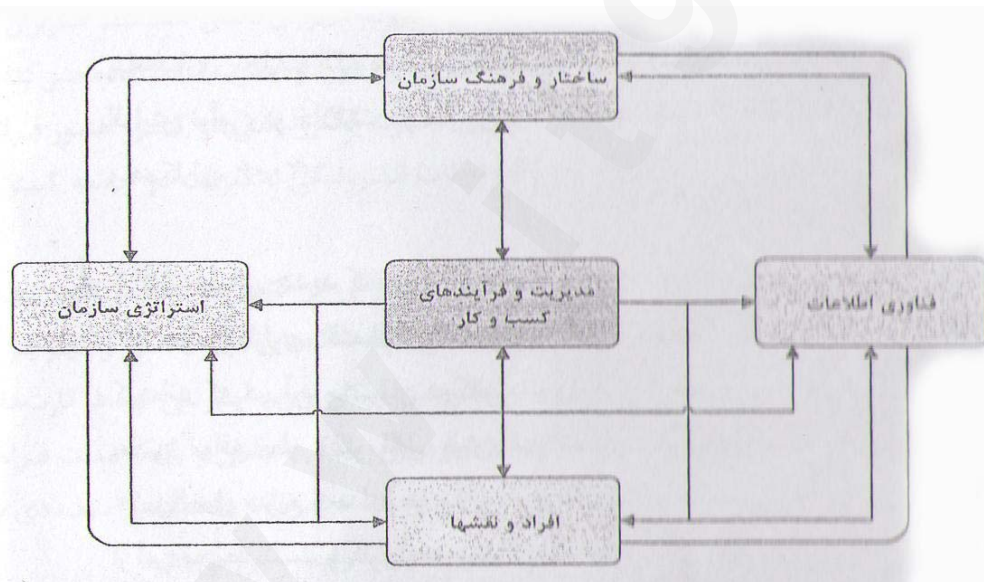 ساختار و فرهنگ سازمان
فناوری اطلاعات
مدیریت و فرآیندهای
کسب و کار
استراتژی سازمان
افراد و نقشها